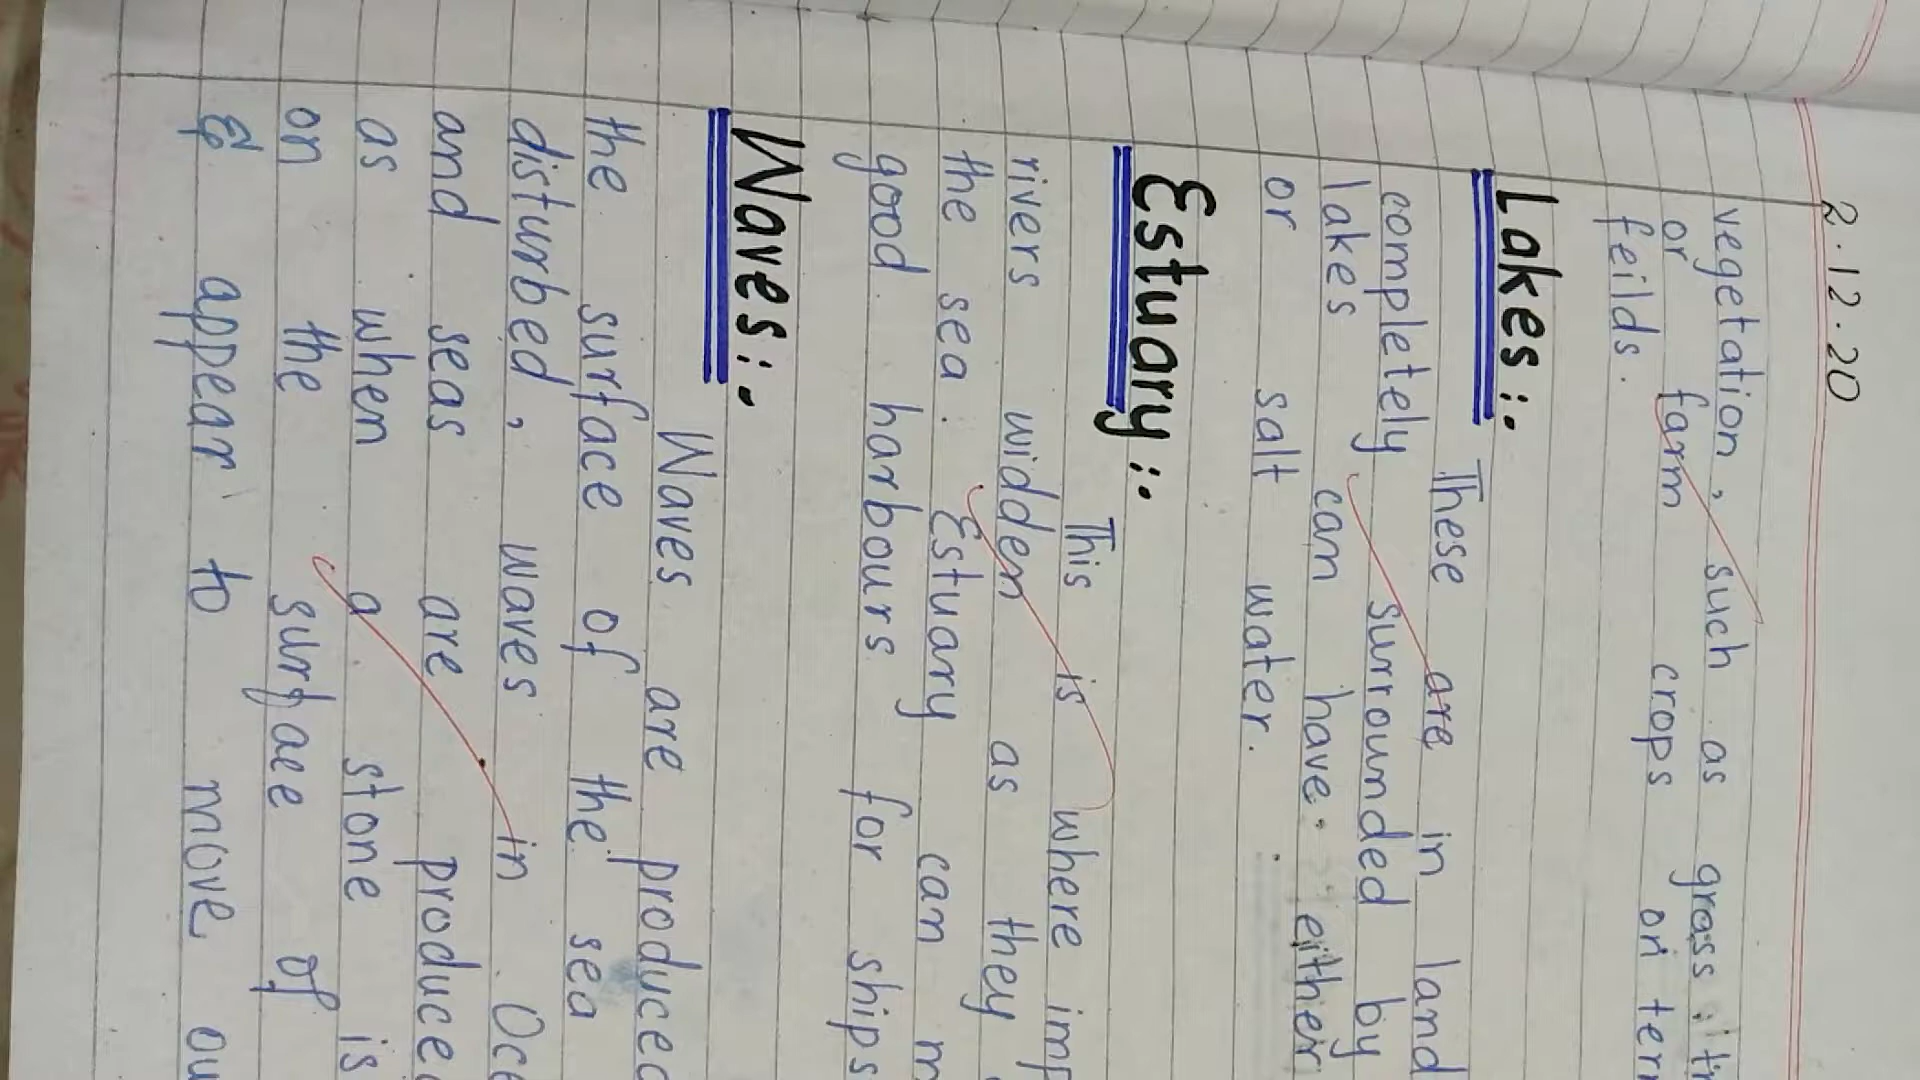 2.12.20
vegetation, such as grass
or farm crops on
feilds.
Lakes:-
These are in land
completely surrounded by
lakes can have either
or salt water.
Estuary:-
This is where
rivers widden as they
the sea. Estuary can
good harbours for ships
Waves:-
Waves are produced
the surface of the sea
disturbed, waves in
and seas are
as when a stone is
on the surface of
appear to move